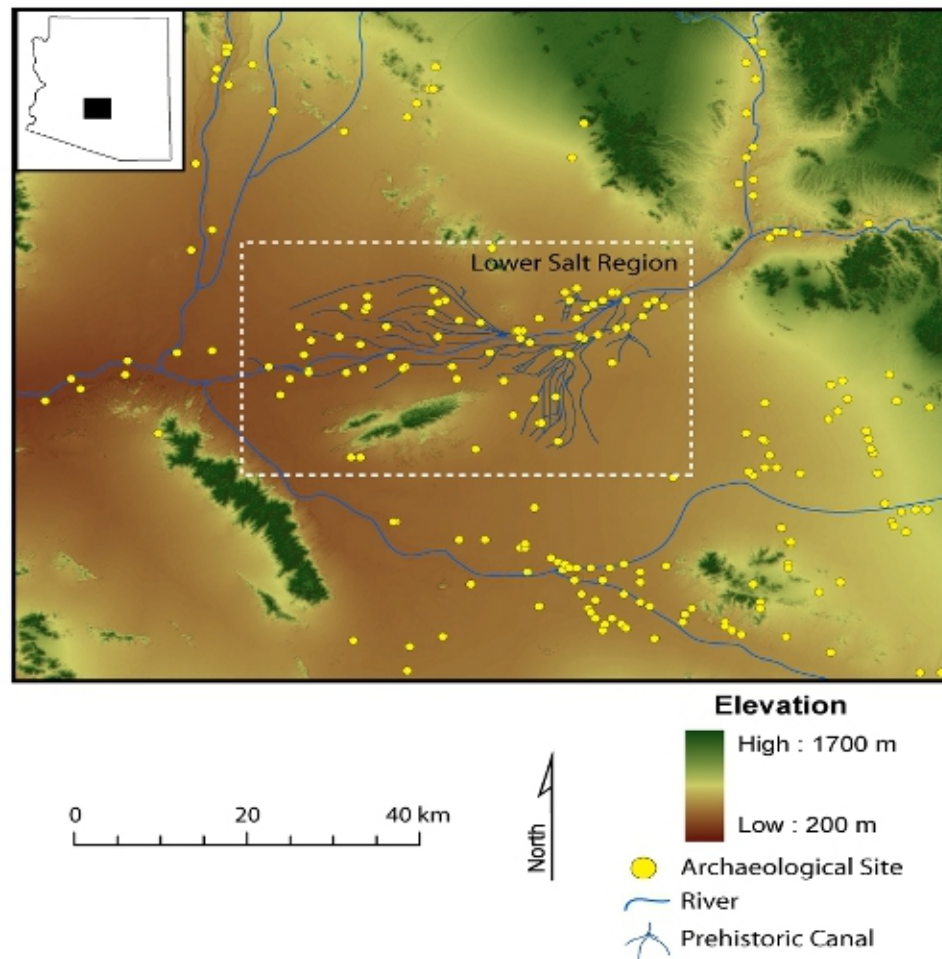 Lower Salt Region
Elevation
High : 1700 m
Low : 200 m
0 20 40 km
North
Archaeological Site
River
Prehistoric Canal